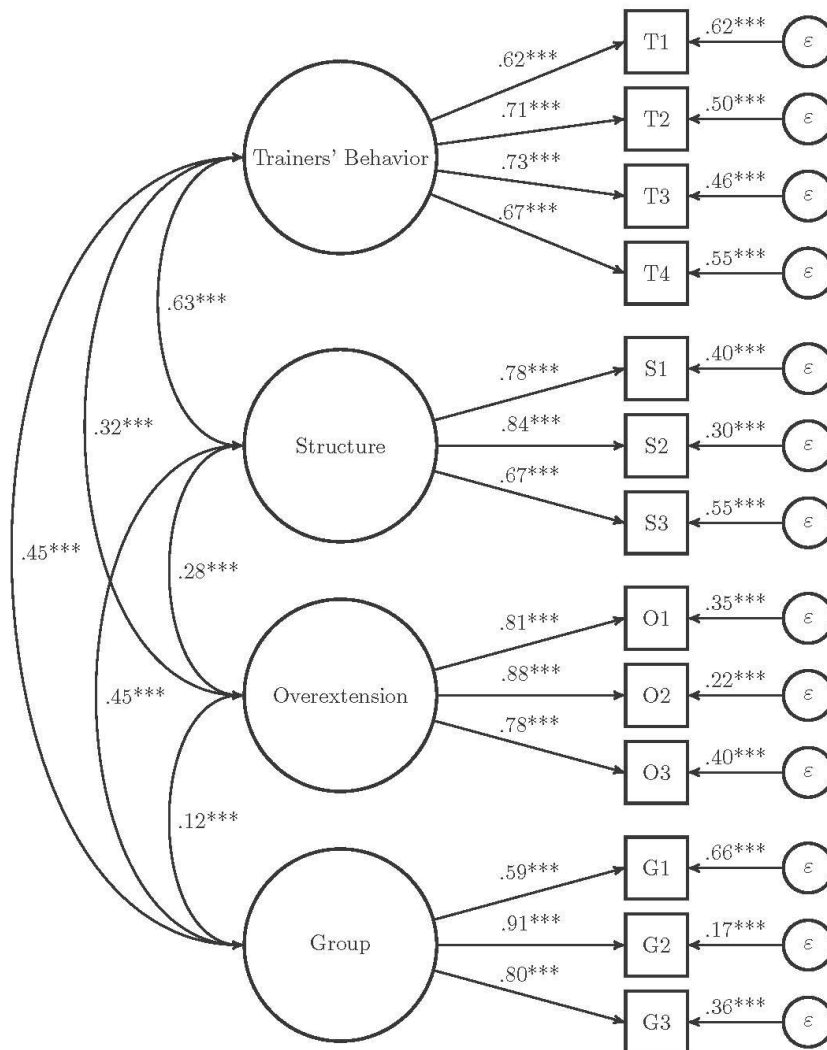 .62*** T1 .62*** ε
.71*** T2 .50*** ε
Trainers' Behavior
.73*** T3 .46*** ε
.67*** T4 .55*** ε
.63***
.78*** S1 .40*** ε
.32***
.84*** S2 .30*** ε
Structure
.67*** S3 .55*** ε
.45***
.28***
.81*** O1 .35*** ε
.88*** O2 .22*** ε
.45***
Overextension
.78*** O3 .40*** ε
.12***
.59*** G1 .66*** ε
.91*** G2 .17*** ε
Group
.80*** G3 .36*** ε